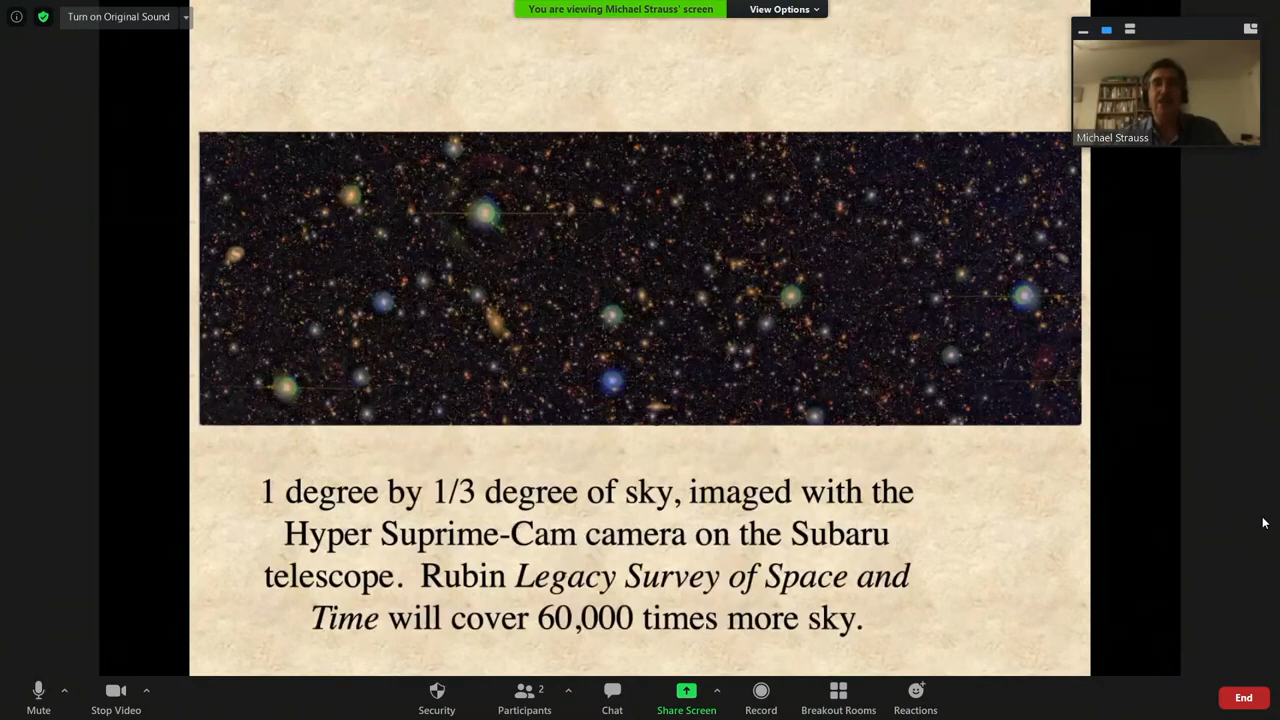 Turn on Original Sound
You are viewing Michael Strauss' screen
View Options
Michael Strauss
1 degree by 1/3 degree of sky, imaged with the
Hyper Suprime-Cam camera on the Subaru
telescope. Rubin Legacy Survey of Space and
Time will cover 60,000 times more sky.
Mute
Stop Video
Security
Participants
2
Chat
Share Screen
Record
Breakout Rooms
Reactions
End